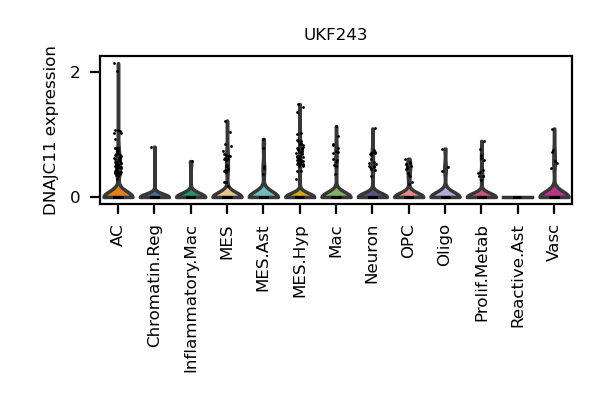 UKF243
DNAJC11 expression
2
0
AC
Chromatin.Reg
Inflammatory.Mac
MES
MES.Ast
MES.Hyp
Mac
Neuron
OPC
Oligo
Prolif.Metab
Reactive.Ast
Vasc